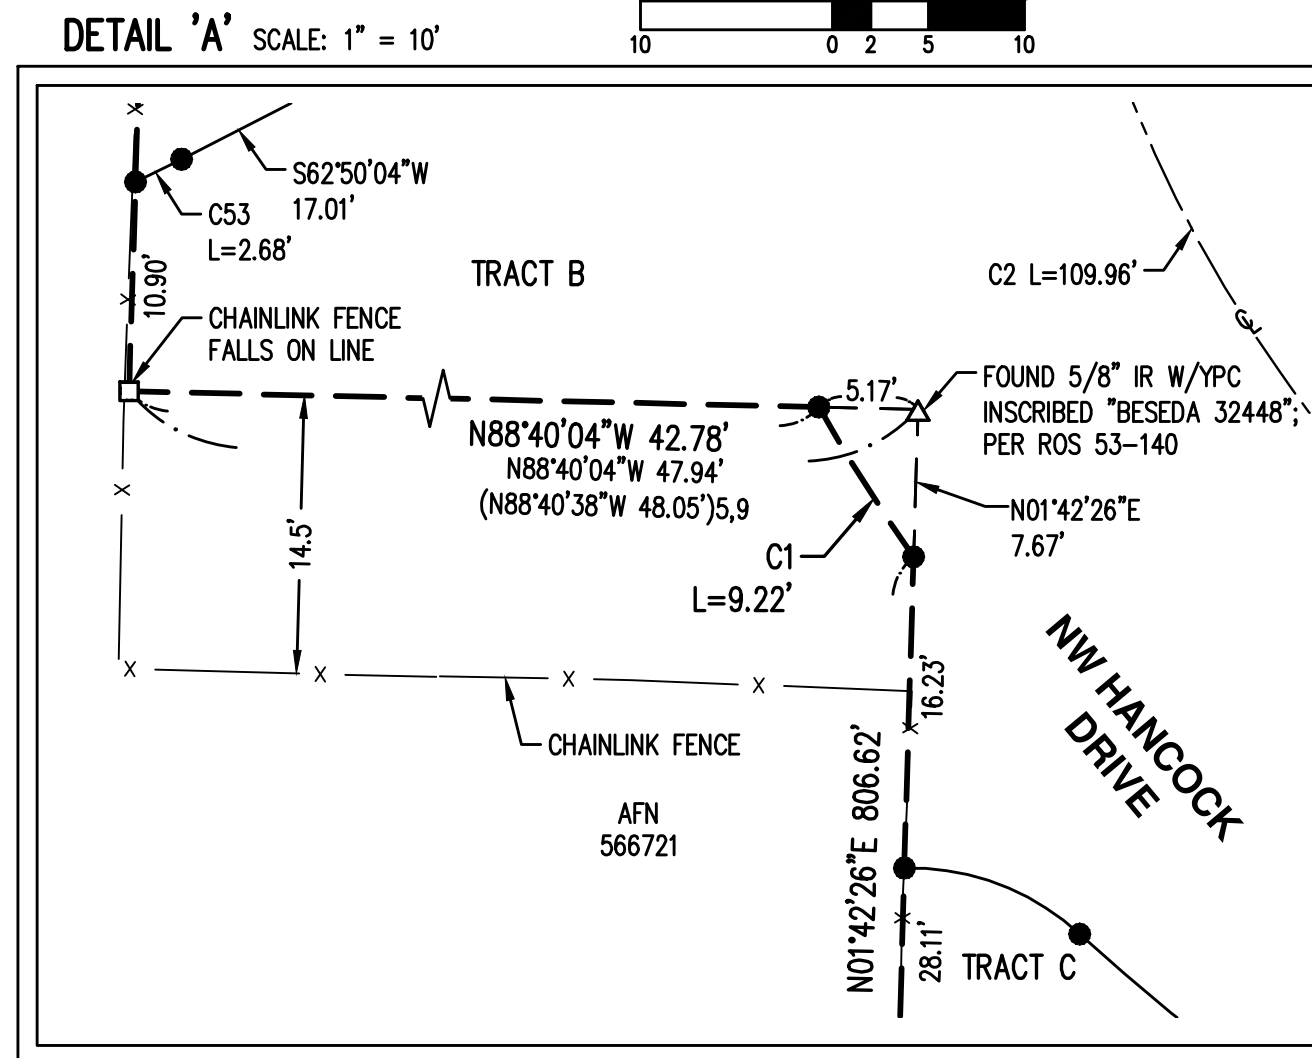 DETAIL 'A' SCALE: 1" = 10'
10 0 2 5 10
S62°50'04"W
17.01'
C53
L=2.68'
10.90'
TRACT B
C2 L=109.96'
CHAINLINK FENCE
FALLS ON LINE
5.17'
FOUND 5/8" IR W/YPC
INSCRIBED "BESEDA 32448";
PER ROS 53-140
N88°40'04"W 42.78'
N88°40'04"W 47.94'
(N88°40'38"W 48.05')5,9
N01°42'26"E
7.67'
14.5'
C1
L=9.22'
NW HANCOCK
DRIVE
16.23'
CHAINLINK FENCE
N01°42'26"E 806.62'
AFN
566721
28.11'
TRACT C